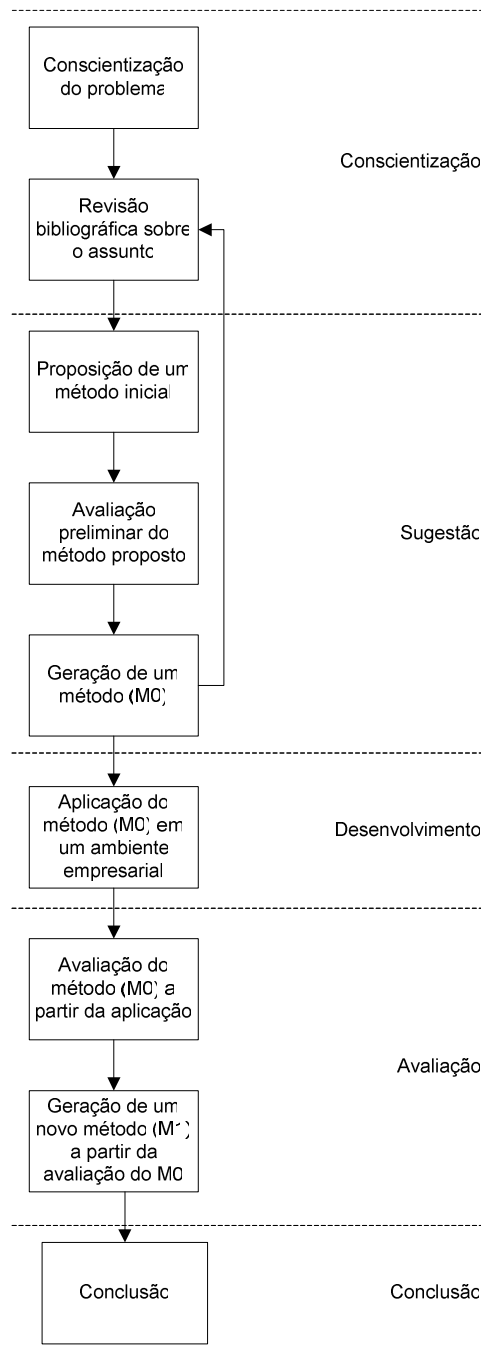 Conscientização
do problema
Conscientização
Revisão
bibliográfica sobre
o assunto
Proposição de um
método inicial
Avaliação
preliminar do
método proposto
Sugestão
Geração de um
método (M0)
Aplicação do
método (M0) em
um ambiente
empresarial
Desenvolvimento
Avaliação do
método (M0) a
partir da aplicação
Avaliação
Geração de um
novo método (M1)
a partir da
avaliação do M0
Conclusão
Conclusão